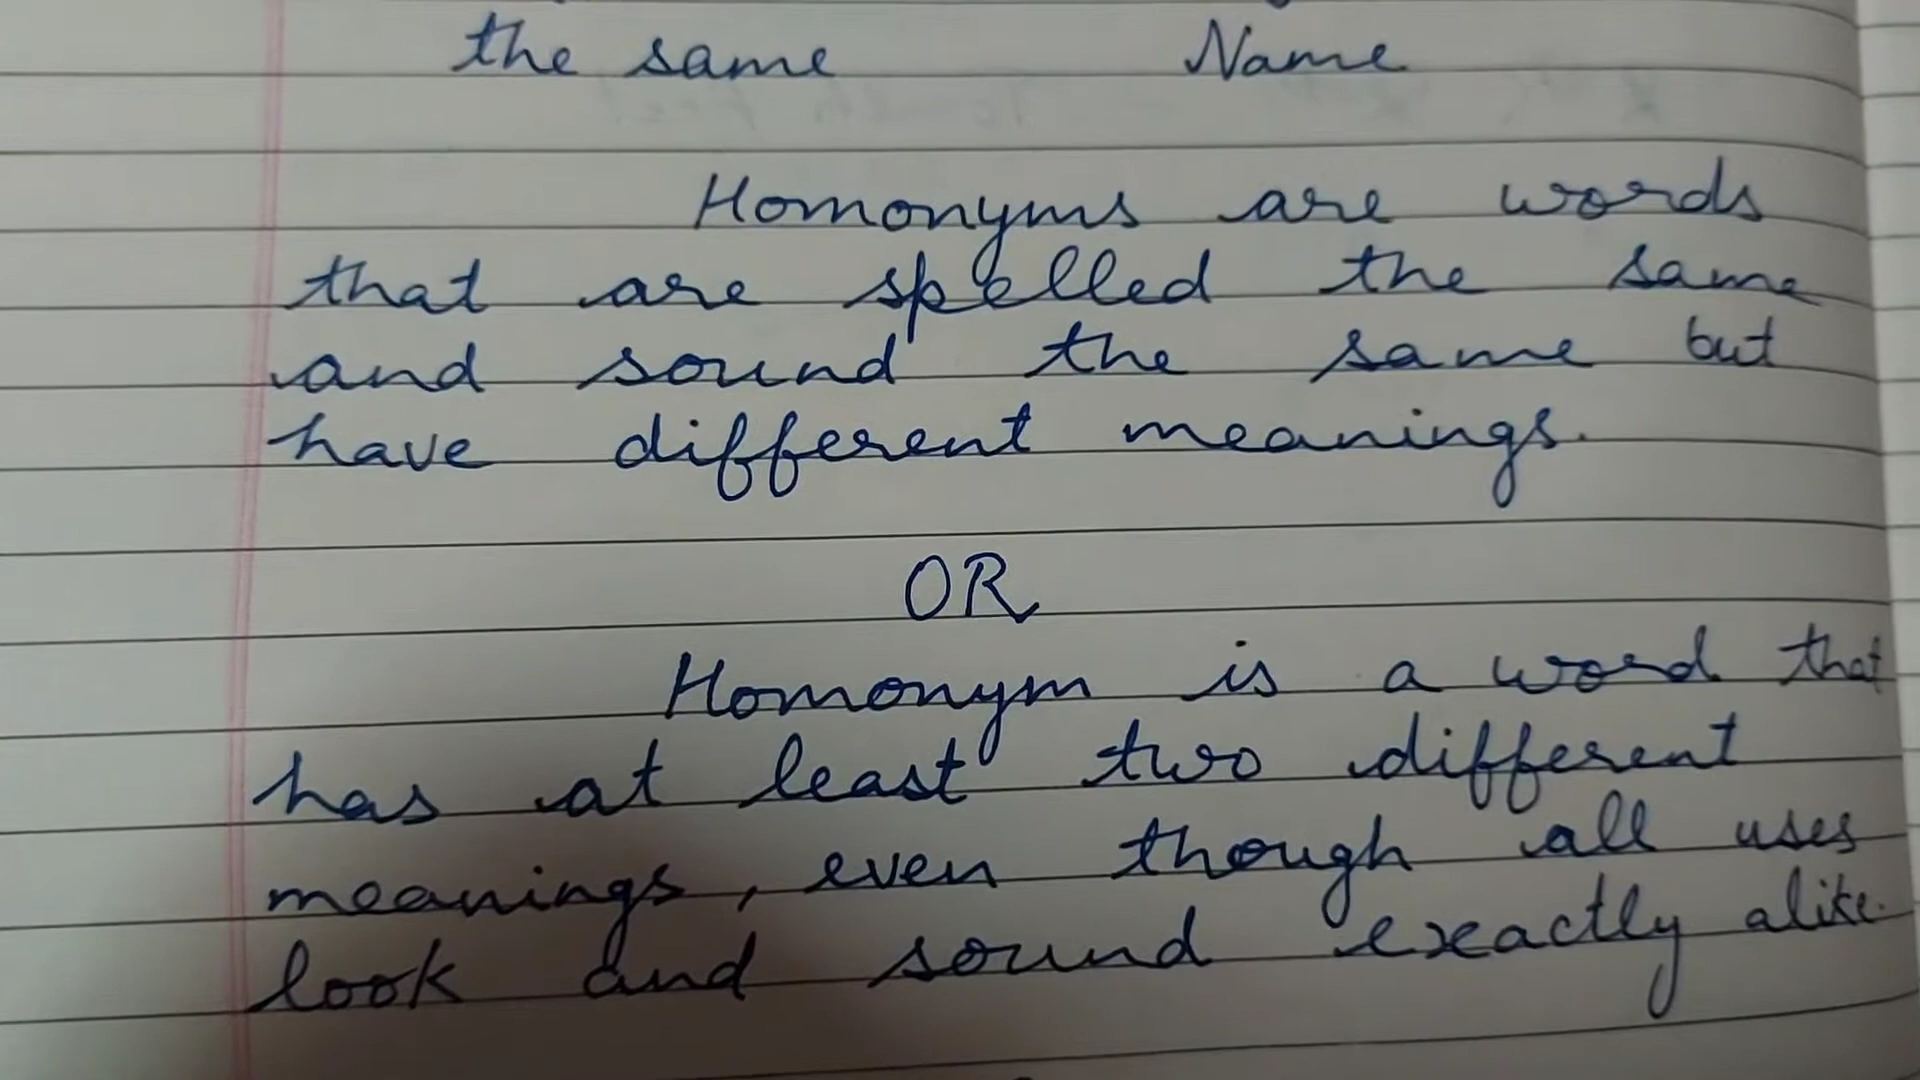 the same Name
Homonyms are words
that are spelled the same
and sound the same but
have different meanings.
OR
Homonym is a word that
has at least two different
meanings, even though all uses
look and sound exactly alike.